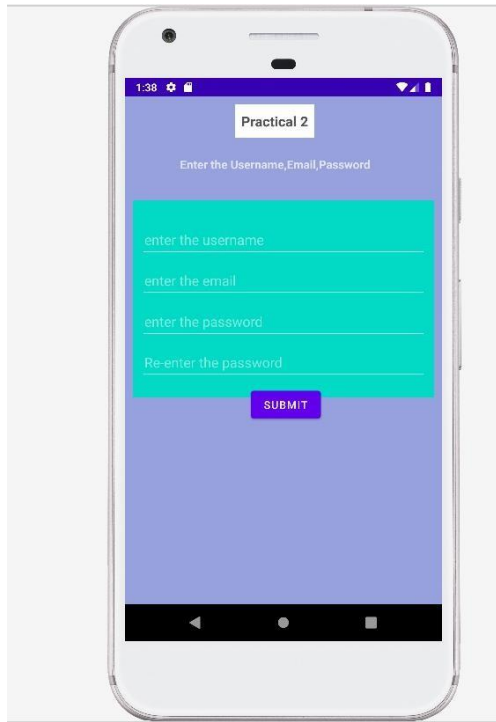 1:38
Practical 2
Enter the Username,Email,Password
enter the username
enter the email
enter the password
Re-enter the password
SUBMIT